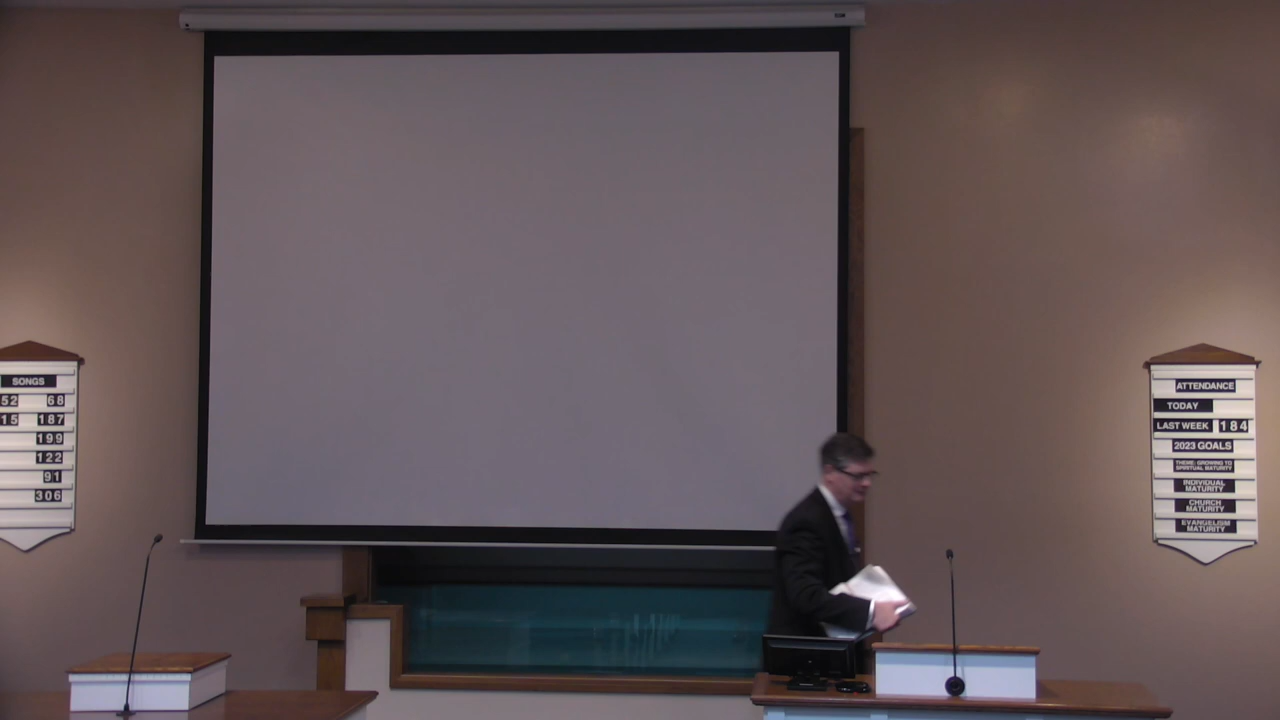 SONGS
52 68
15 187
199
122
91
306
ATTENDANCE
TODAY
LAST WEEK 184
2023 GOALS
THEME: GROWING TO
SPIRITUAL MATURITY
INDIVIDUAL
MATURITY
CHURCH
MATURITY
EVANGELISM
MATURITY